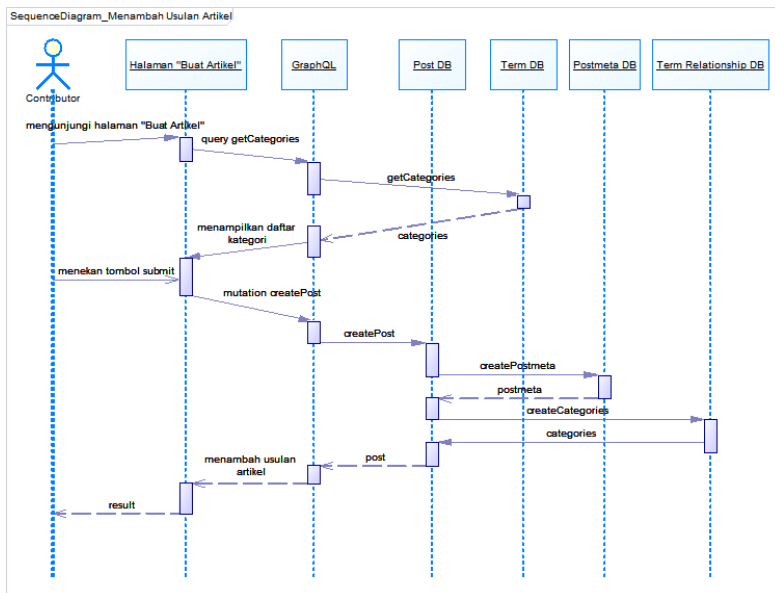 SequenceDiagram_Menambah Usulan Artikel
Contributor
Halaman "Buat Artikel"
GraphQL
Post DB
Term DB
Postmeta DB
Term Relationship DB
mengunjungi halaman "Buat Artikel"
query getCategories
getCategories
categories
menampilkan daftar
kategori
menekan tombol submit
mutation createPost
createPost
createPostmeta
postmeta
createCategories
categories
post
menambah usulan
artikel
result